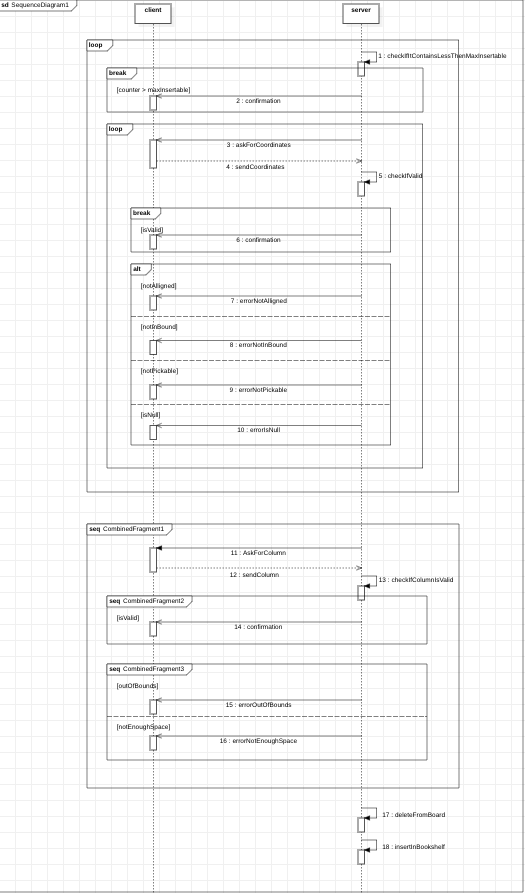 sd SequenceDiagram1
client
server
loop
1 : checkIfItContainsLessThenMaxInsertable
break
[counter > maxInsertable]
2 : confirmation
loop
3 : askForCoordinates
4 : sendCoordinates
5 : checkIfValid
break
[isValid]
6 : confirmation
alt
[notAlligned]
7 : errorNotAlligned
[notInBound]
8 : errorNotInBound
[notPickable]
9 : errorNotPickable
[isNull]
10 : errorIsNull
seq CombinedFragment1
11 : AskForColumn
12 : sendColumn
13 : checkIfColumnIsValid
seq CombinedFragment2
[isValid]
14 : confirmation
seq CombinedFragment3
[outOfBounds]
15 : errorOutOfBounds
[notEnoughSpace]
16 : errorNotEnoughSpace
17 : deleteFromBoard
18 : insertInBookshelf